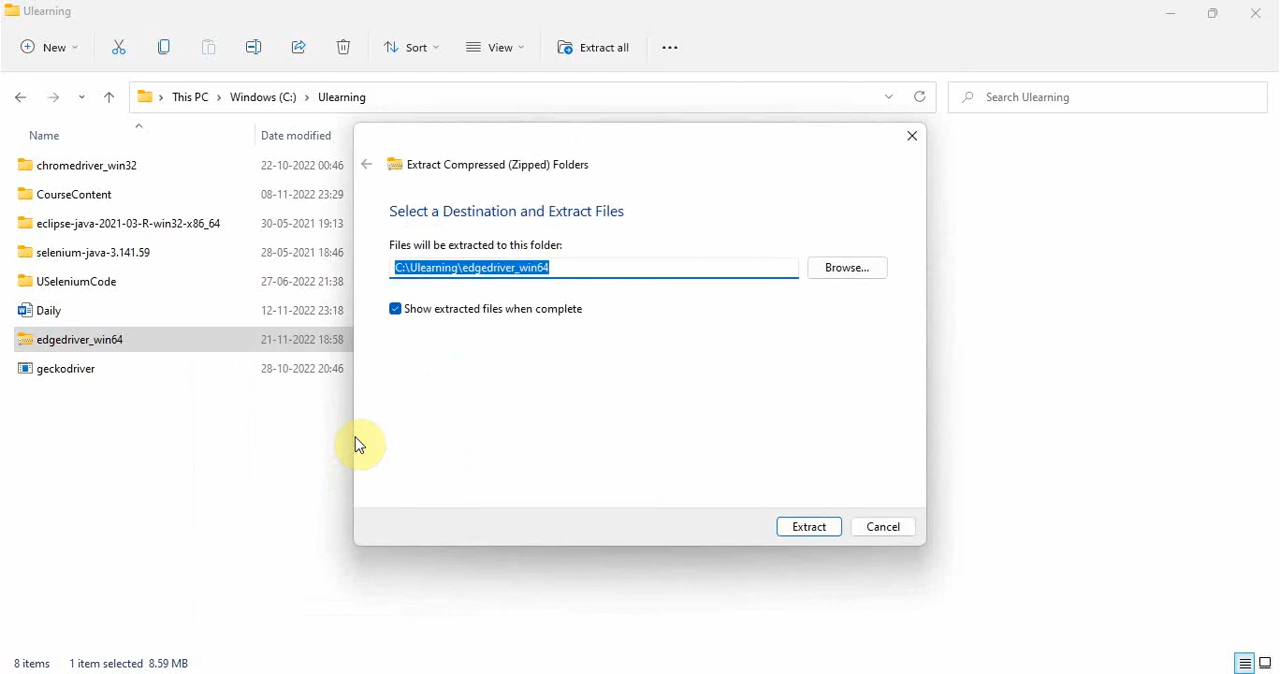 Ulearning
New
Sort
View
Extract all
This PC > Windows (C:) > Ulearning
Search Ulearning
Name
Date modified
chromedriver_win32 22-10-2022 00:46
CourseContent 08-11-2022 23:29
eclipse-java-2021-03-R-win32-x86_64 30-05-2021 19:13
selenium-java-3.141.59 28-05-2021 18:46
USeleniumCode 27-06-2022 21:38
Daily 12-11-2022 23:18
edgedriver_win64 21-11-2022 18:58
geckodriver 28-10-2022 20:46
Extract Compressed (Zipped) Folders
Select a Destination and Extract Files
Files will be extracted to this folder:
C:\Ulearning\edgedriver_win64
Browse...
Show extracted files when complete
Extract
Cancel
8 items 1 item selected 8.59 MB